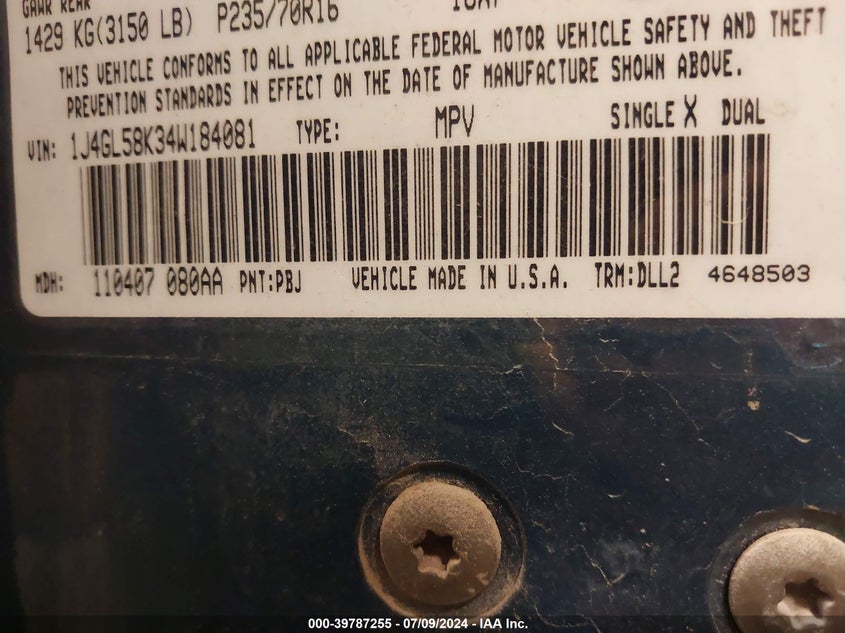 GAWR REAR
1429 KG(3150 LB) P235/70R16
THIS VEHICLE CONFORMS TO ALL APPLICABLE FEDERAL MOTOR VEHICLE SAFETY AND THEFT
PREVENTION STANDARDS IN EFFECT ON THE DATE OF MANUFACTURE SHOWN ABOVE.
VIN: 1J4GL58K34W184081 TYPE: MPV SINGLE X DUAL
MDH: 110407 080AA PNT:PBJ VEHICLE MADE IN U.S.A. TRM:DLL2 4648503
000-39787255 - 07/09/2024 - IAA Inc.